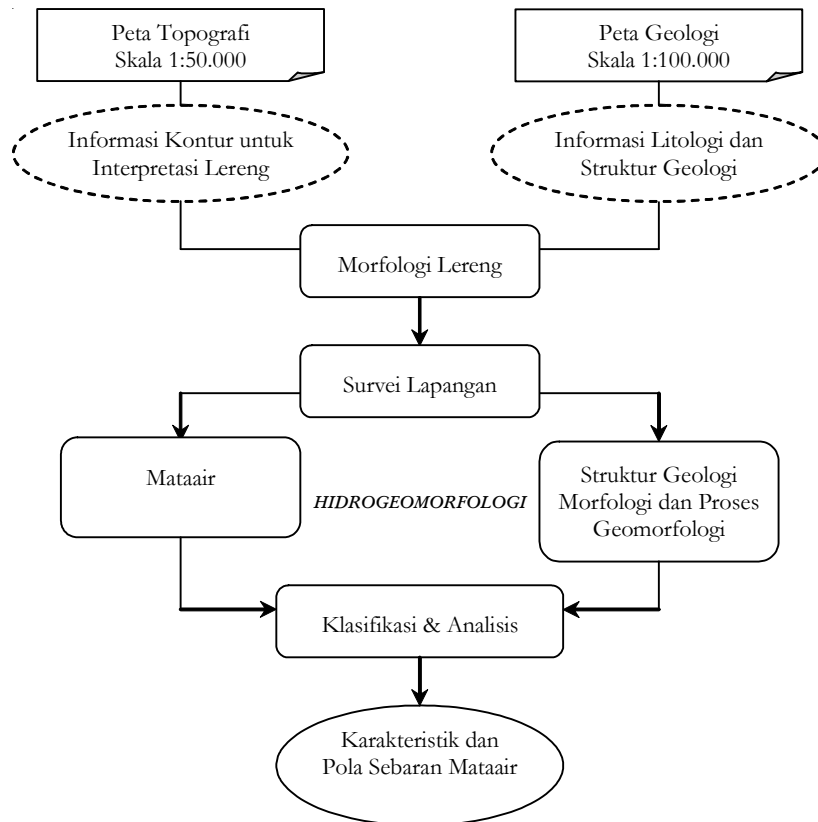 Peta Topografi
Skala 1:50.000
Peta Geologi
Skala 1:100.000
Informasi Kontur untuk
Interpretasi Lereng
Informasi Litologi dan
Struktur Geologi
Morfologi Lereng
Survei Lapangan
Mataair
HIDROGEOMORFOLOGI
Struktur Geologi
Morfologi dan Proses
Geomorfologi
Klasifikasi & Analisis
Karakteristik dan
Pola Sebaran Mataair